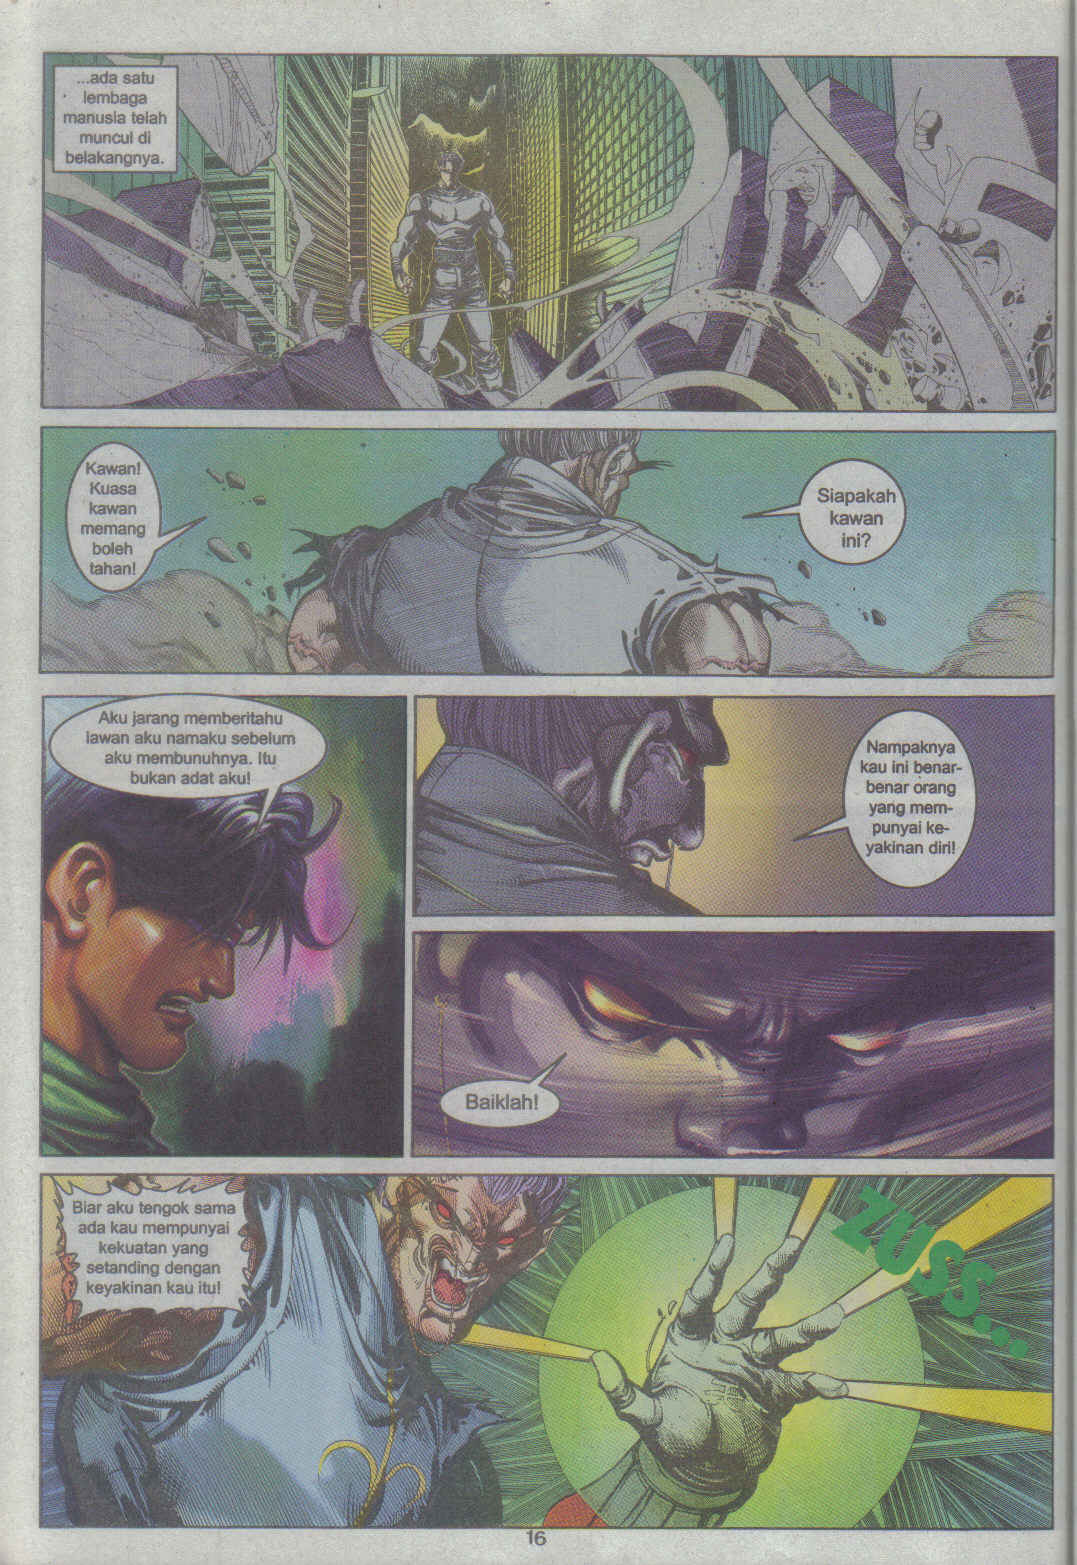 ...ada satu
lembaga
manusia telah
muncul di
belakangnya.
Kawan!
Kuasa
kawan
memang
boleh
tahan!
Siapakah
kawan
ini?
Aku jarang memberitahu
lawan aku namaku sebelum
aku membunuhnya. Itu
bukan adat aku!
Nampaknya
kau ini benar-
benar orang
yang mem-
punyai ke-
yakinan diri!
Baiklah!
Biar aku tengok sama
ada kau mempunyai
kekuatan yang
setanding dengan
keyakinan kau itu!
ZUSS...
16